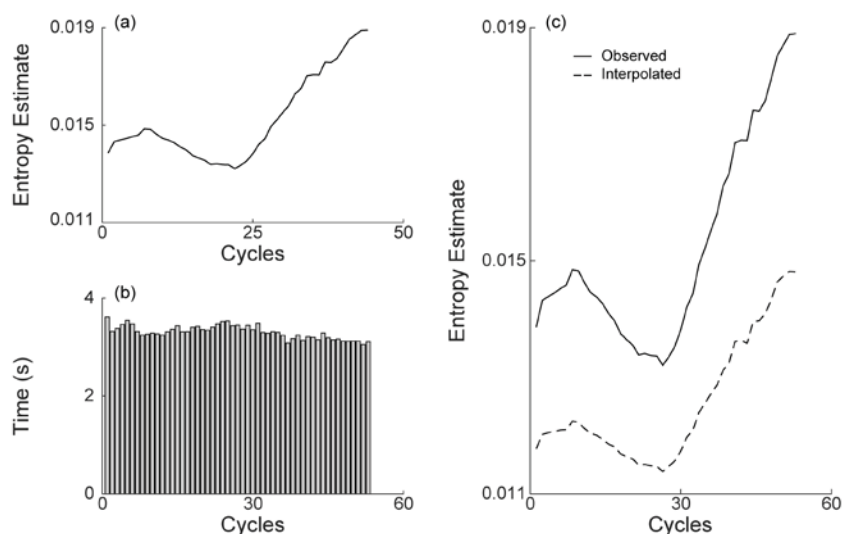 (a)
0.019
0.015
0.011
Entropy Estimate
0
25
50
Cycles
(b)
4
2
0
Time (s)
0
30
60
Cycles
(c)
0.019
0.015
0.011
Entropy Estimate
Observed
Interpolated
0
30
60
Cycles